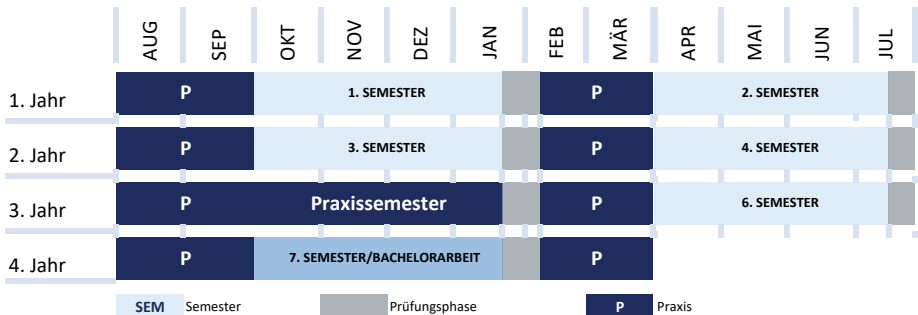 AUG SEP OKT NOV DEZ JAN FEB MÄR APR MAI JUN JUL
1. Jahr P 1. SEMESTER P 2. SEMESTER
2. Jahr P 3. SEMESTER P 4. SEMESTER
3. Jahr P Praxissemester P 6. SEMESTER
4. Jahr P 7. SEMESTER/BACHELORARBEIT P
SEM Semester Prüfungsphase P Praxis